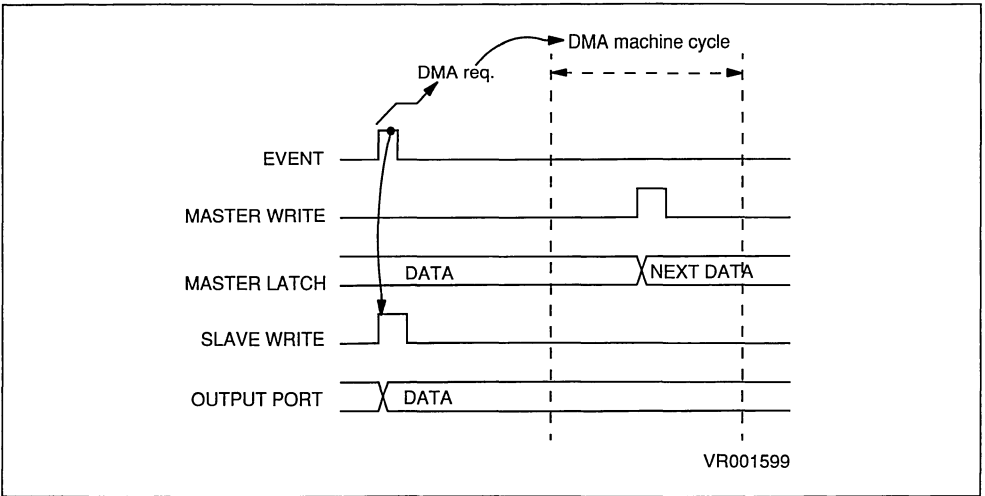 DMA machine cycle
DMA req.
EVENT
MASTER WRITE
MASTER LATCH DATA NEXT DATA
SLAVE WRITE
OUTPUT PORT DATA
VR001599